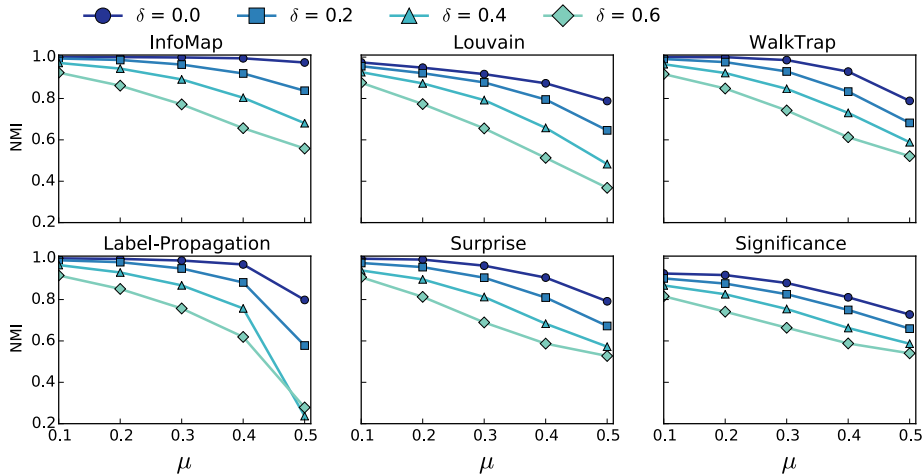 δ = 0.0 δ = 0.2 δ = 0.4 δ = 0.6
InfoMap Louvain WalkTrap
1.0
0.8
0.6
0.4
0.2
NMI
Label-Propagation Surprise Significance
1.0
0.8
0.6
0.4
0.2
NMI
0.1 0.2 0.3 0.4 0.5 0.1 0.2 0.3 0.4 0.5 0.1 0.2 0.3 0.4 0.5
μ μ μ